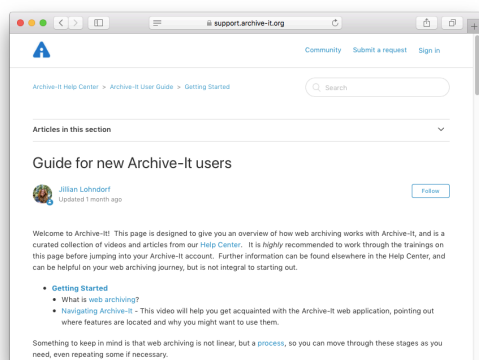 support.archive-it.org
Community Submit a request Sign in
Archive-It Help Center > Archive-It User Guide > Getting Started
Search
Articles in this section
Guide for new Archive-It users
Jillian Lohndorf
Updated 1 month ago
Follow
Welcome to Archive-It! This page is designed to give you an overview of how web archiving works with Archive-It, and is a
curated collection of videos and articles from our Help Center. It is highly recommended to work through the trainings on
this page before jumping into your Archive-It account. Further information can be found elsewhere in the Help Center, and
can be helpful on your web archiving journey, but is not integral to starting out.
• Getting Started
• What is web archiving?
• Navigating Archive-It - This video will help you get acquainted with the Archive-It web application, pointing out
where features are located and why you might want to use them.
Something to keep in mind is that web archiving is not linear, but a process, so you can move through these stages as you
need, even repeating some if necessary.